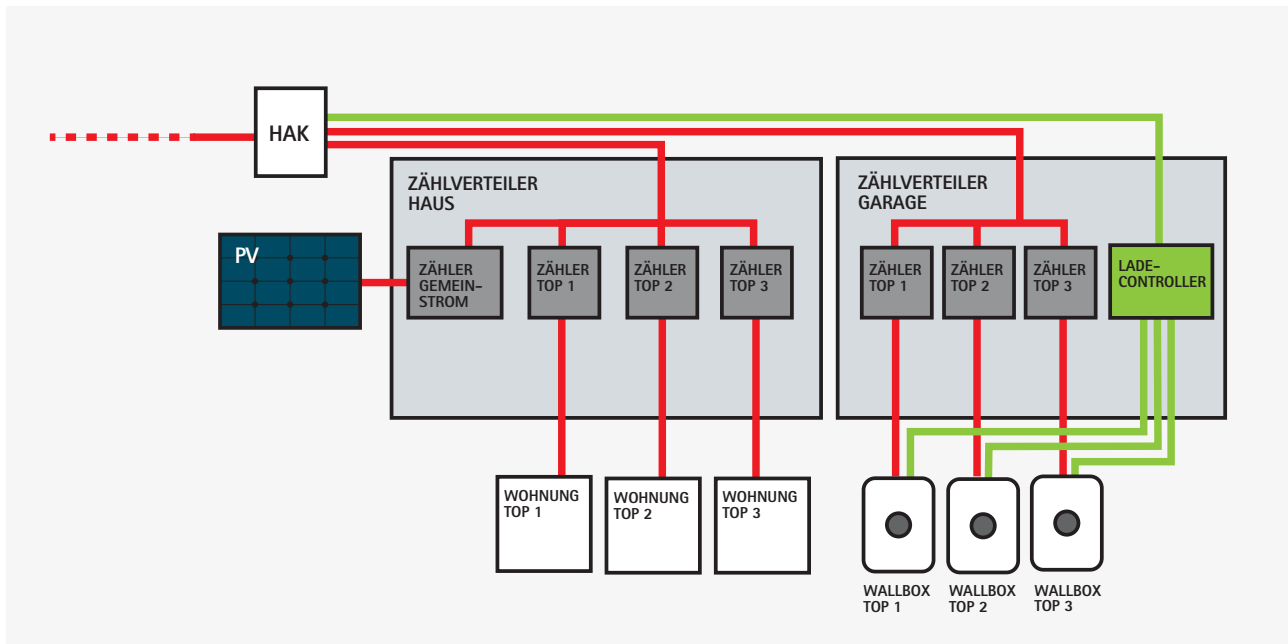 HAK
ZÄHLVERTEILER
HAUS
ZÄHLVERTEILER
GARAGE
PV
ZÄHLER
GEMEIN-
STROM
ZÄHLER
TOP 1
ZÄHLER
TOP 2
ZÄHLER
TOP 3
ZÄHLER
TOP 1
ZÄHLER
TOP 2
ZÄHLER
TOP 3
LADE-
CONTROLLER
WOHNUNG
TOP 1
WOHNUNG
TOP 2
WOHNUNG
TOP 3
WALLBOX
TOP 1
WALLBOX
TOP 2
WALLBOX
TOP 3